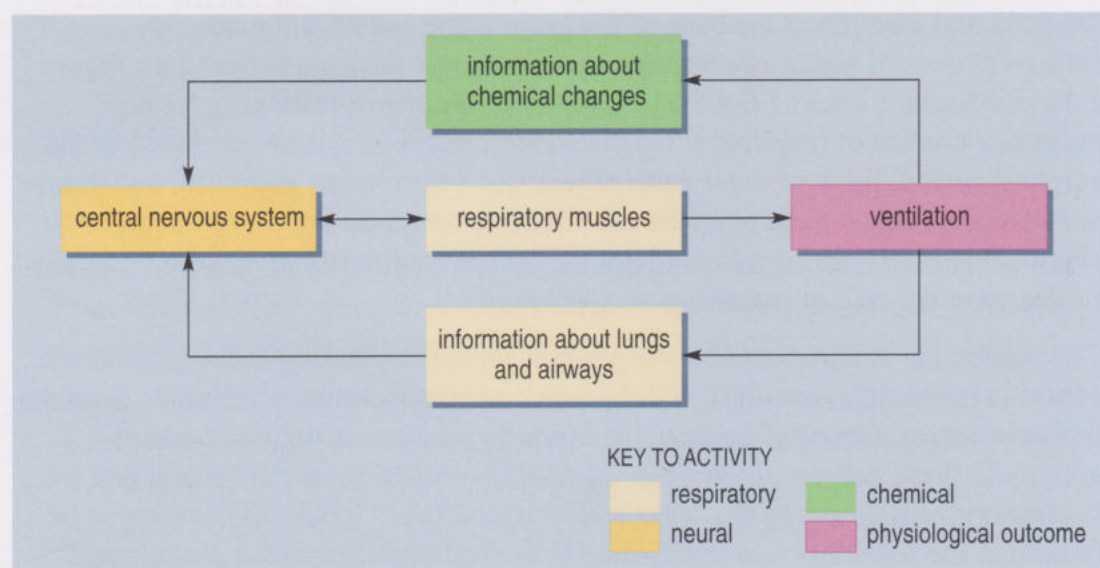 information about
chemical changes
central nervous system
respiratory muscles
ventilation
information about lungs
and airways
KEY TO ACTIVITY
respiratory
chemical
neural
physiological outcome